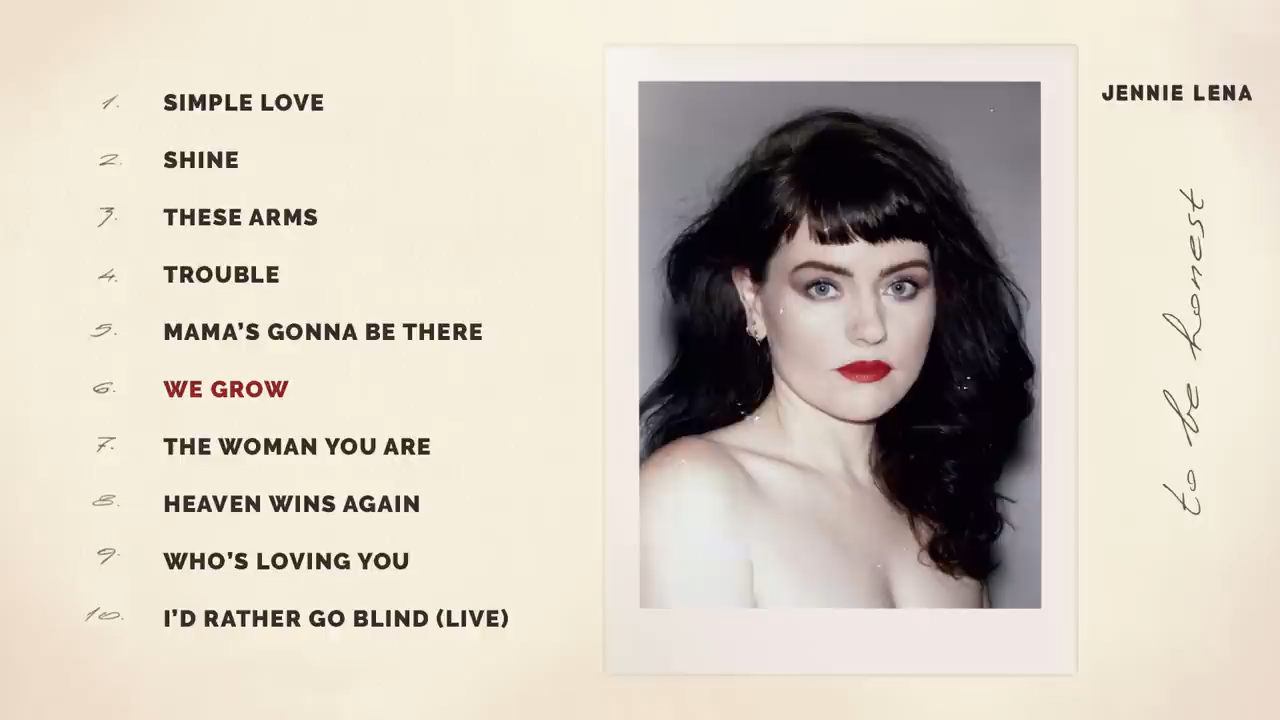 1. SIMPLE LOVE
2. SHINE
3. THESE ARMS
4. TROUBLE
5. MAMA’S GONNA BE THERE
6. WE GROW
7. THE WOMAN YOU ARE
8. HEAVEN WINS AGAIN
9. WHO’S LOVING YOU
10. I’D RATHER GO BLIND (LIVE)
JENNIE LENA
to be honest